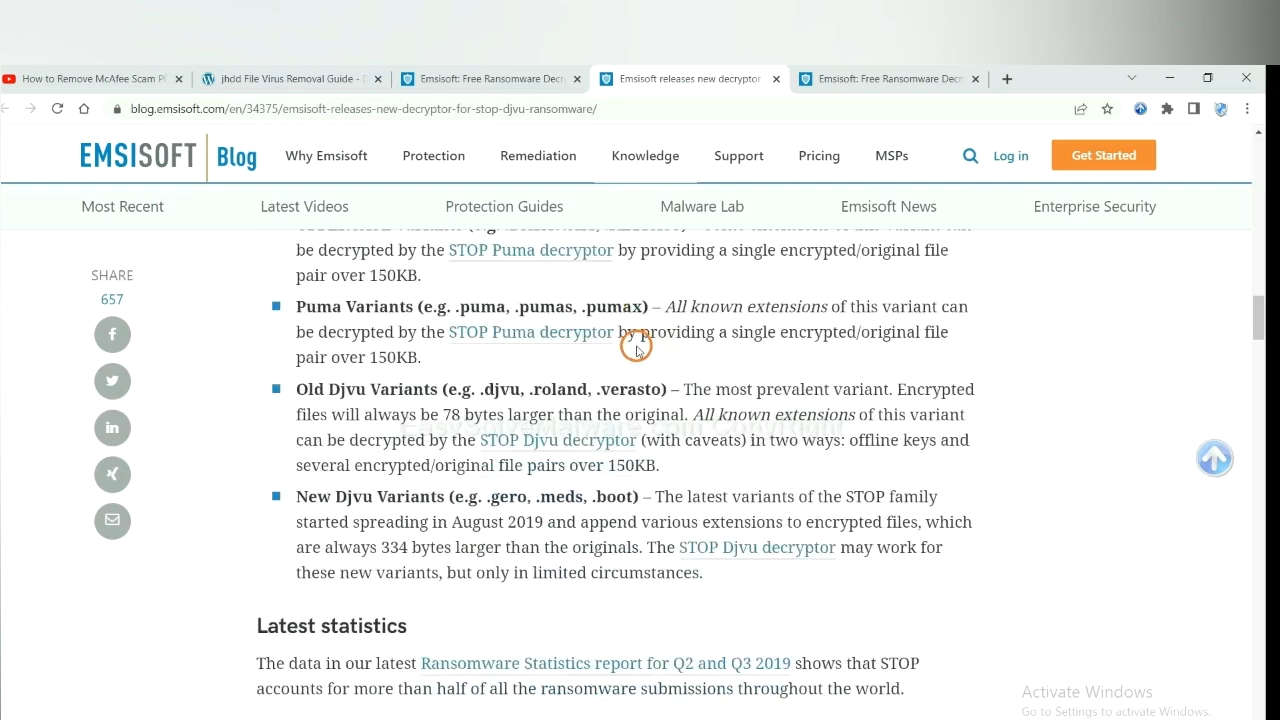 How to Remove McAfee Scam P
jhdd File Virus Removal Guide -
Emsisoft: Free Ransomware Decr
Emsisoft releases new decryptor
Emsisoft: Free Ransomware Decr
blog.emsisoft.com/en/34375/emsisoft-releases-new-decryptor-for-stop-djvu-ransomware/
EMSISOFT Blog
Why Emsisoft
Protection
Remediation
Knowledge
Support
Pricing
MSPs
Log in
Get Started
Most Recent
Latest Videos
Protection Guides
Malware Lab
Emsisoft News
Enterprise Security
SHARE
657
be decrypted by the STOP Puma decryptor by providing a single encrypted/original file
pair over 150KB.
Puma Variants (e.g. .puma, .pumas, .pumax) – All known extensions of this variant can
be decrypted by the STOP Puma decryptor by providing a single encrypted/original file
pair over 150KB.
Old Djvu Variants (e.g. .djvu, .roland, .verasto) – The most prevalent variant. Encrypted
files will always be 78 bytes larger than the original. All known extensions of this variant
can be decrypted by the STOP Djvu decryptor (with caveats) in two ways: offline keys and
several encrypted/original file pairs over 150KB.
New Djvu Variants (e.g. .gero, .meds, .boot) – The latest variants of the STOP family
started spreading in August 2019 and append various extensions to encrypted files, which
are always 334 bytes larger than the originals. The STOP Djvu decryptor may work for
these new variants, but only in limited circumstances.
Latest statistics
The data in our latest Ransomware Statistics report for Q2 and Q3 2019 shows that STOP
accounts for more than half of all the ransomware submissions throughout the world.
Activate Windows
Go to Settings to activate Windows.